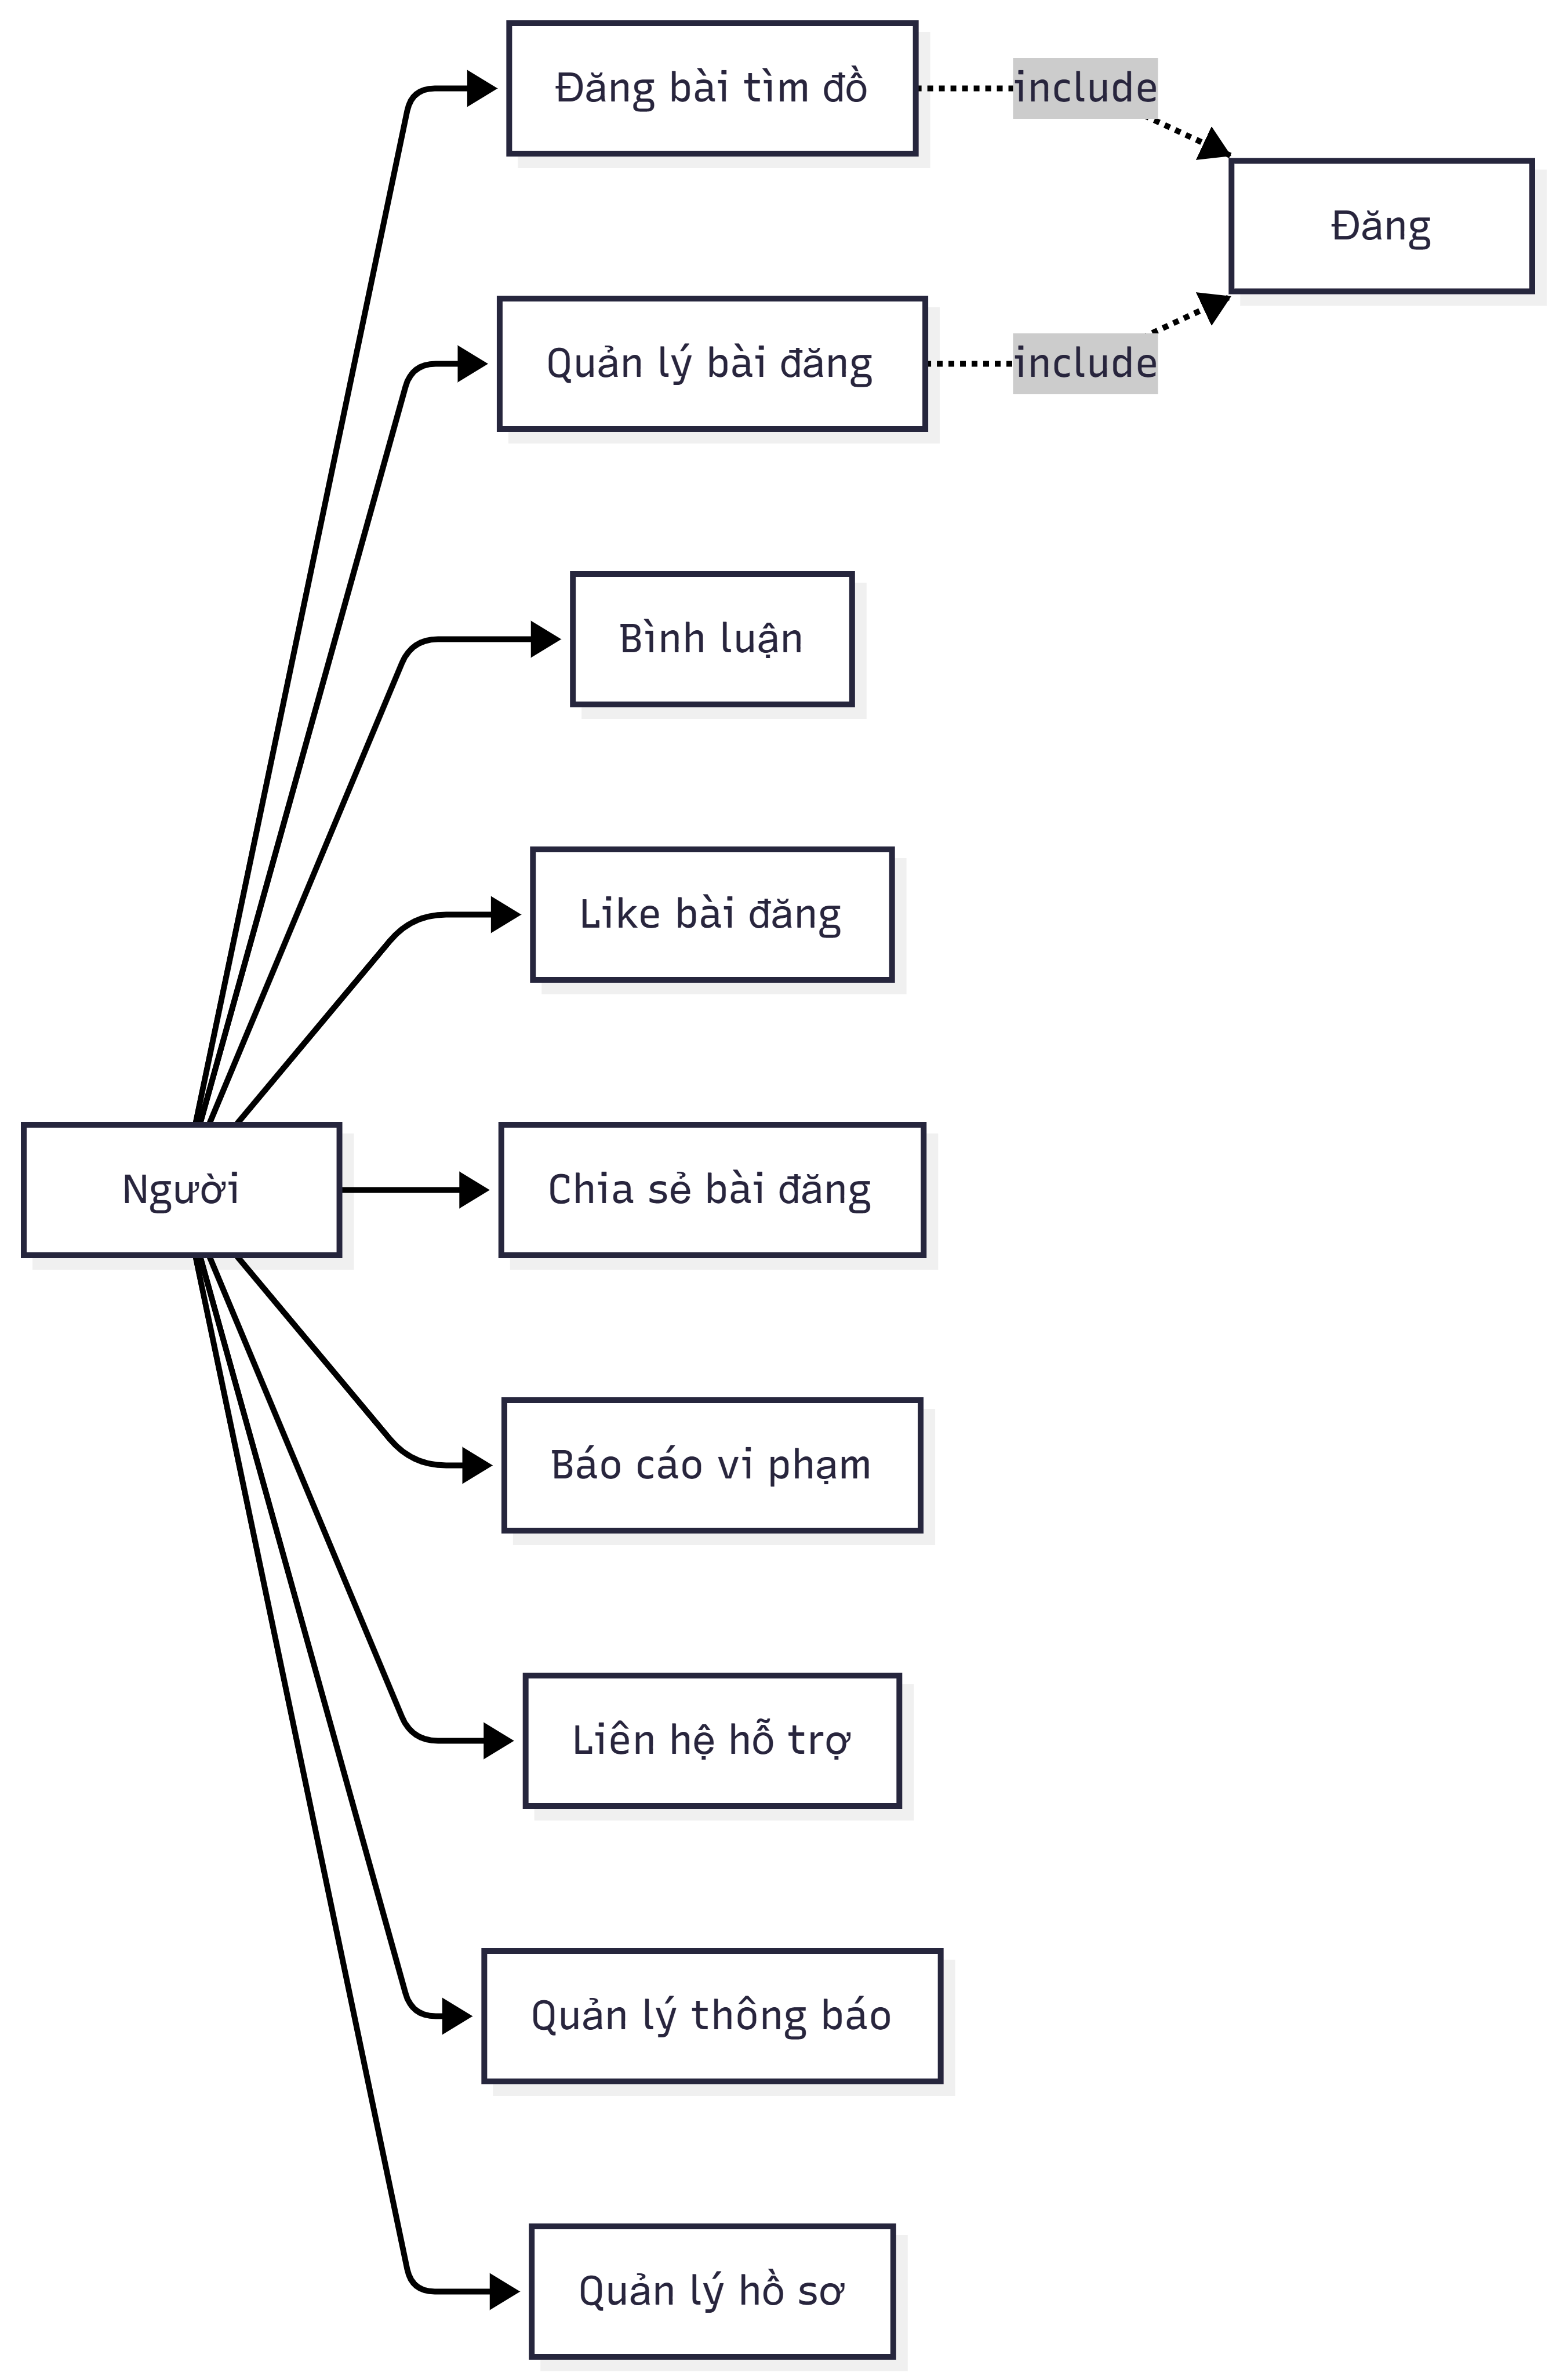 Đăng bài tìm đồ
include
Đăng
Quản lý bài đăng
include
Bình luận
Like bài đăng
Người
Chia sẻ bài đăng
Báo cáo vi phạm
Liên hệ hỗ trợ
Quản lý thông báo
Quản lý hồ sơ